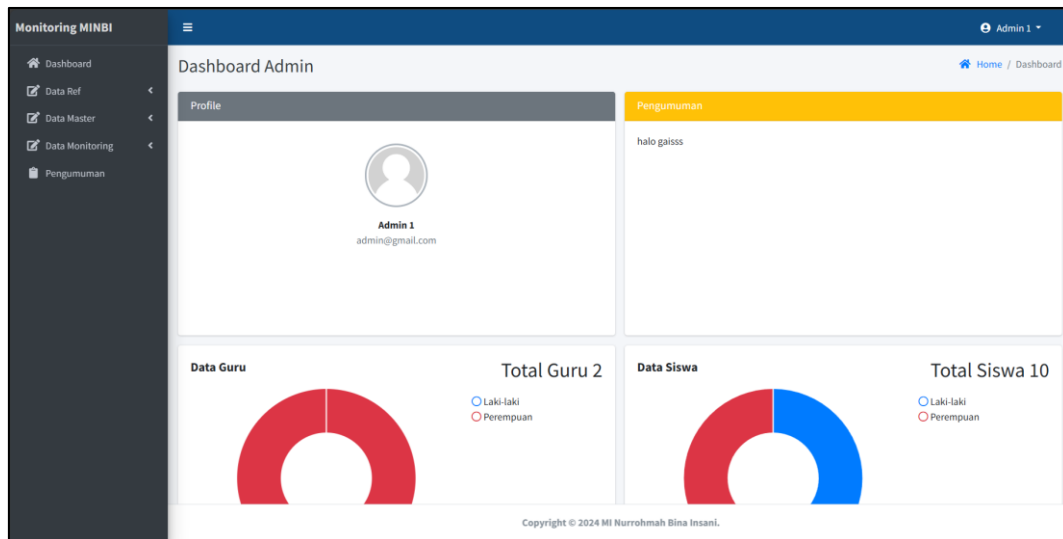 Monitoring MINBI
Admin 1
Dashboard
Data Ref
Data Master
Data Monitoring
Pengumuman
Dashboard Admin
Home / Dashboard
Profile
Admin 1
admin@gmail.com
Pengumuman
halo gaisss
Data Guru
Total Guru 2
Laki-laki
Perempuan
Data Siswa
Total Siswa 10
Laki-laki
Perempuan
Copyright © 2024 MI Nurrohmah Bina Insani.